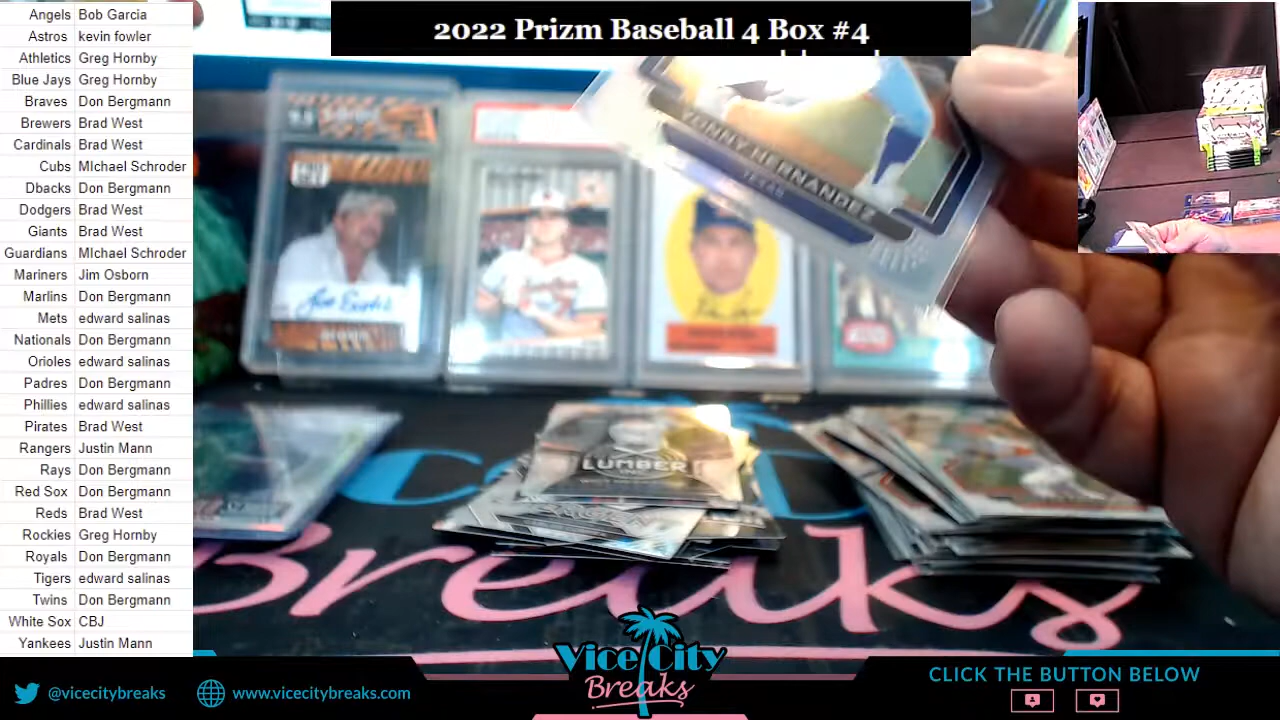 2022 Prizm Baseball 4 Box #4
Angels Bob Garcia
Astros kevin fowler
Athletics Greg Hornby
Blue Jays Greg Hornby
Braves Don Bergmann
Brewers Brad West
Cardinals Brad West
Cubs MIchael Schroder
Dbacks Don Bergmann
Dodgers Brad West
Giants Brad West
Guardians MIchael Schroder
Mariners Jim Osborn
Marlins Don Bergmann
Mets edward salinas
Nationals Don Bergmann
Orioles edward salinas
Padres Don Bergmann
Phillies edward salinas
Pirates Brad West
Rangers Justin Mann
Rays Don Bergmann
Red Sox Don Bergmann
Reds Brad West
Rockies Greg Hornby
Royals Don Bergmann
Tigers edward salinas
Twins Don Bergmann
White Sox CBJ
Yankees Justin Mann
YONNY HERNANDEZ
TEXAS
LUMBER
Breaks
Vice City
Breaks
@vicecitybreaks
www.vicecitybreaks.com
CLICK THE BUTTON BELOW